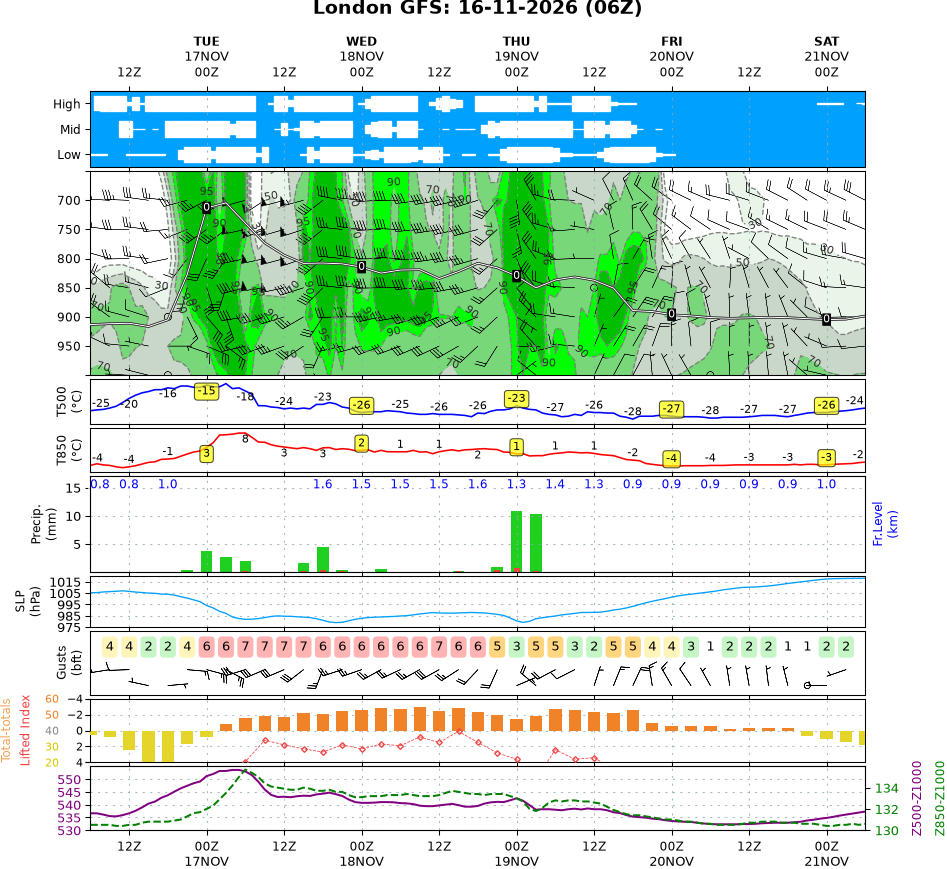 London GFS: 16-11-2026 (06Z)
TUE WED THU FRI SAT
17NOV 18NOV 19NOV 20NOV 21NOV
12Z 00Z 12Z 00Z 12Z 00Z 12Z 00Z 12Z 00Z
High
Mid
Low
700
750
800
850
900
950
T500 (°C)
-25 -20 -16 -15 -18 -24 -23 -26 -25 -26 -26 -23 -27 -26 -28 -27 -28 -27 -27 -26 -24
T850 (°C)
-4 -4 -1 3 8 3 3 2 1 1 2 1 1 1 -2 -4 -4 -3 -3 -3 -2
0.8 0.8 1.0 1.6 1.5 1.5 1.5 1.6 1.3 1.4 1.3 0.9 0.9 0.9 0.9 0.9 1.0
Precip. (mm)
15
10
5
Fr.Level (km)
SLP (hPa)
1015
1005
995
985
975
Gusts (bft)
4 4 2 2 4 6 6 7 7 7 7 6 6 6 6 6 6 7 6 6 5 3 5 5 3 2 5 5 4 4 3 1 2 2 2 1 1 2 2
Total-totals
Lifted Index
60 −4
50 −2
40 0
30 2
20 4
550
545
540
535
530
134
132
130
Z500-Z1000
Z850-Z1000
12Z 00Z 12Z 00Z 12Z 00Z 12Z 00Z 12Z 00Z
17NOV 18NOV 19NOV 20NOV 21NOV